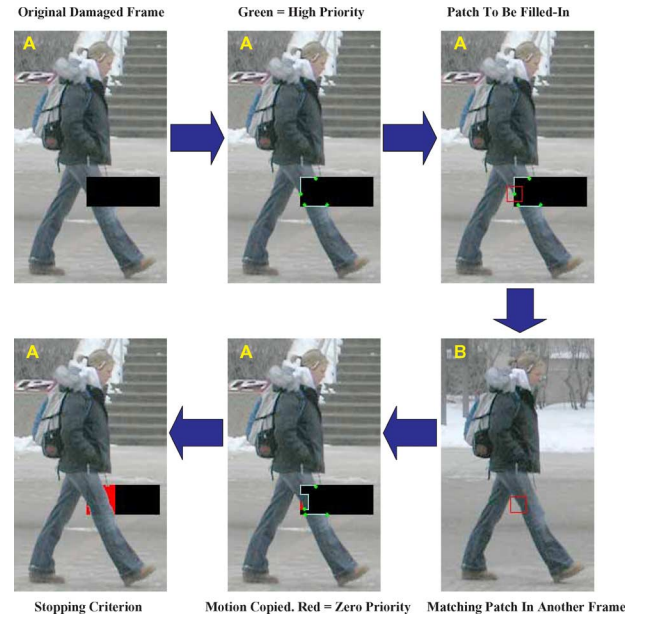 Original Damaged Frame
Green = High Priority
Patch To Be Filled-In
A
A
A
A
A
B
Stopping Criterion
Motion Copied. Red = Zero Priority
Matching Patch In Another Frame